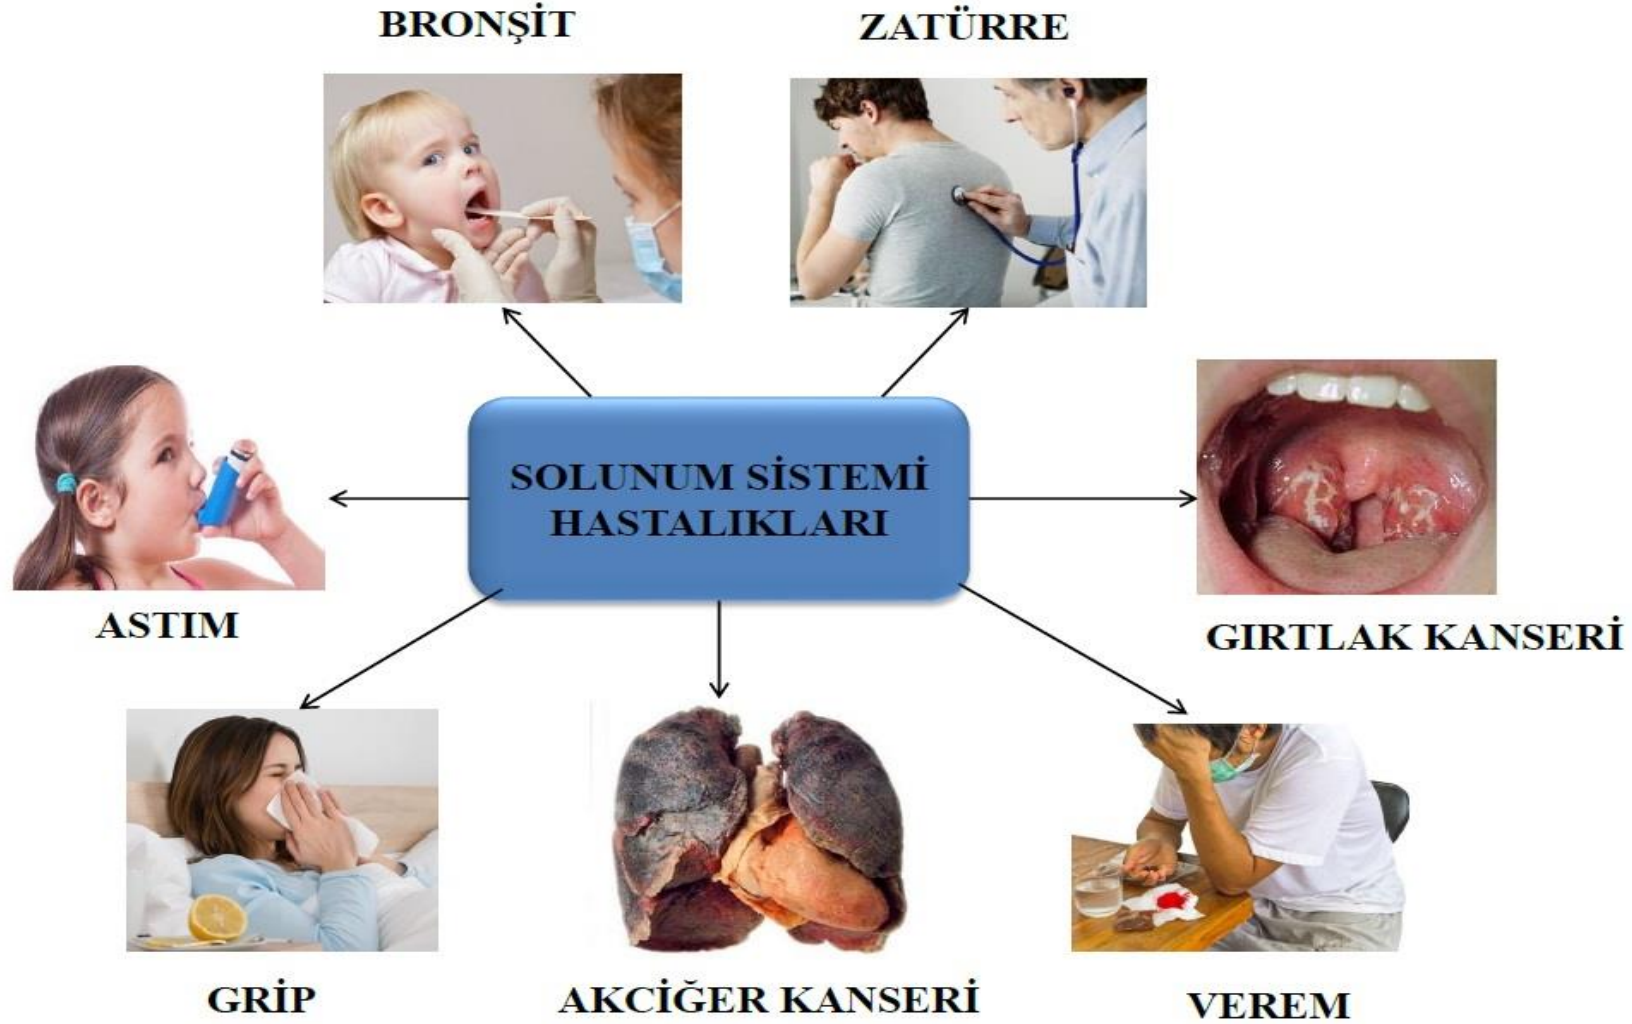 BRONŞİT
ZATÜRRE
SOLUNUM SİSTEMİ
HASTALIKLARI
ASTIM
GIRTLAK KANSERİ
GRİP
AKCİĞER KANSERİ
VEREM